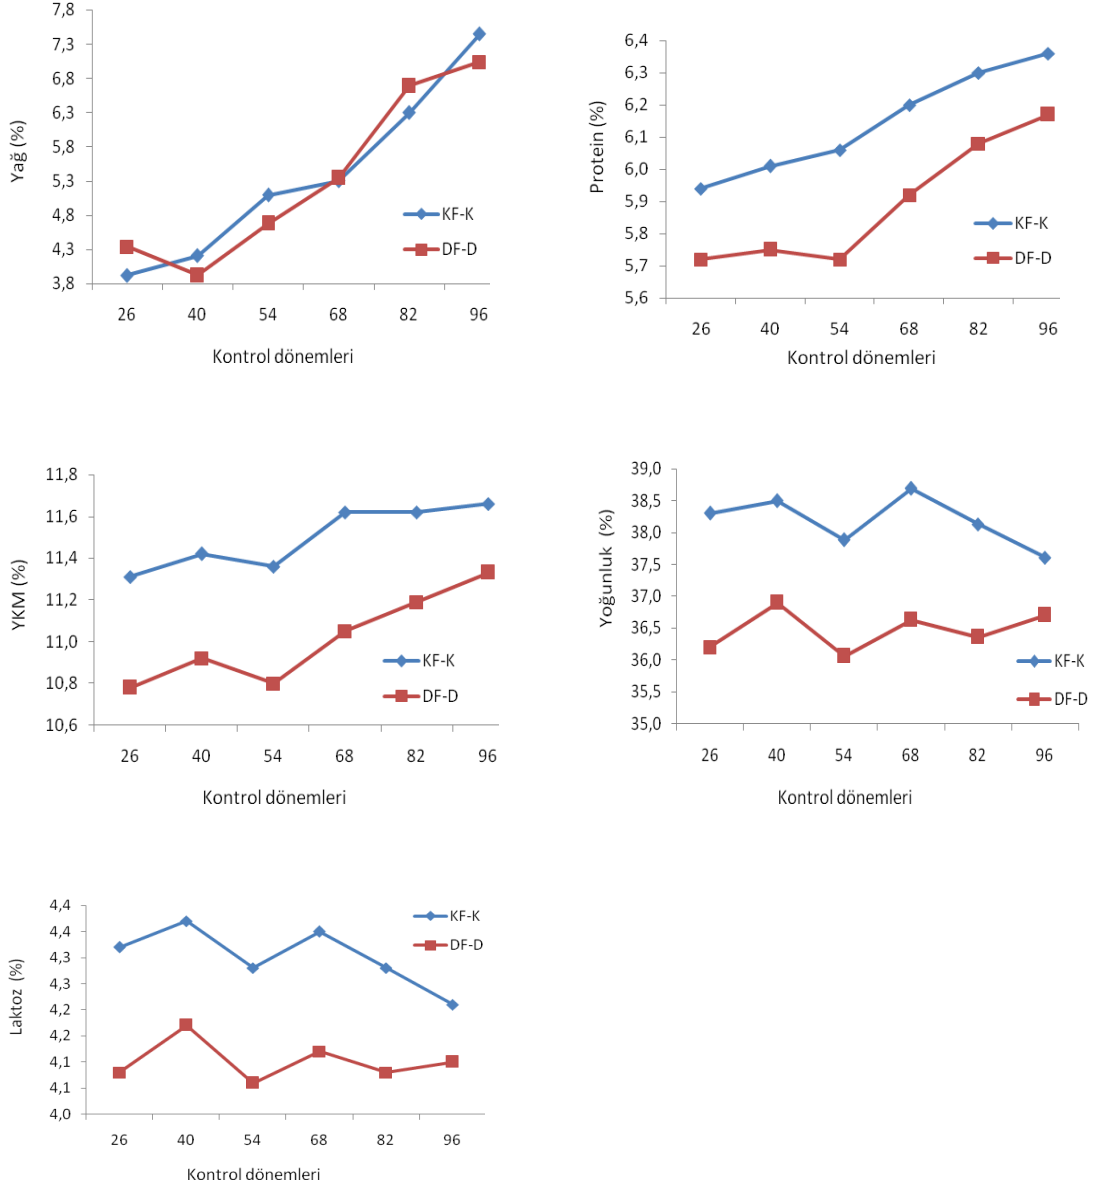 7,8
7,3
6,8
6,3
5,8
5,3
4,8
4,3
3,8
Yağ (%)
KF-K
DF-D
26 40 54 68 82 96
Kontrol dönemleri
6,4
6,3
6,2
6,1
6,0
5,9
5,8
5,7
5,6
Protein (%)
KF-K
DF-D
26 40 54 68 82 96
Kontrol dönemleri
11,8
11,6
11,4
11,2
11,0
10,8
10,6
YKM (%)
KF-K
DF-D
26 40 54 68 82 96
Kontrol dönemleri
39,0
38,5
38,0
37,5
37,0
36,5
36,0
35,5
35,0
Yoğunluk (%)
KF-K
DF-D
26 40 54 68 82 96
Kontrol dönemleri
4,4
4,4
4,3
4,3
4,2
4,2
4,1
4,1
4,0
Laktoz (%)
KF-K
DF-D
26 40 54 68 82 96
Kontrol dönemleri